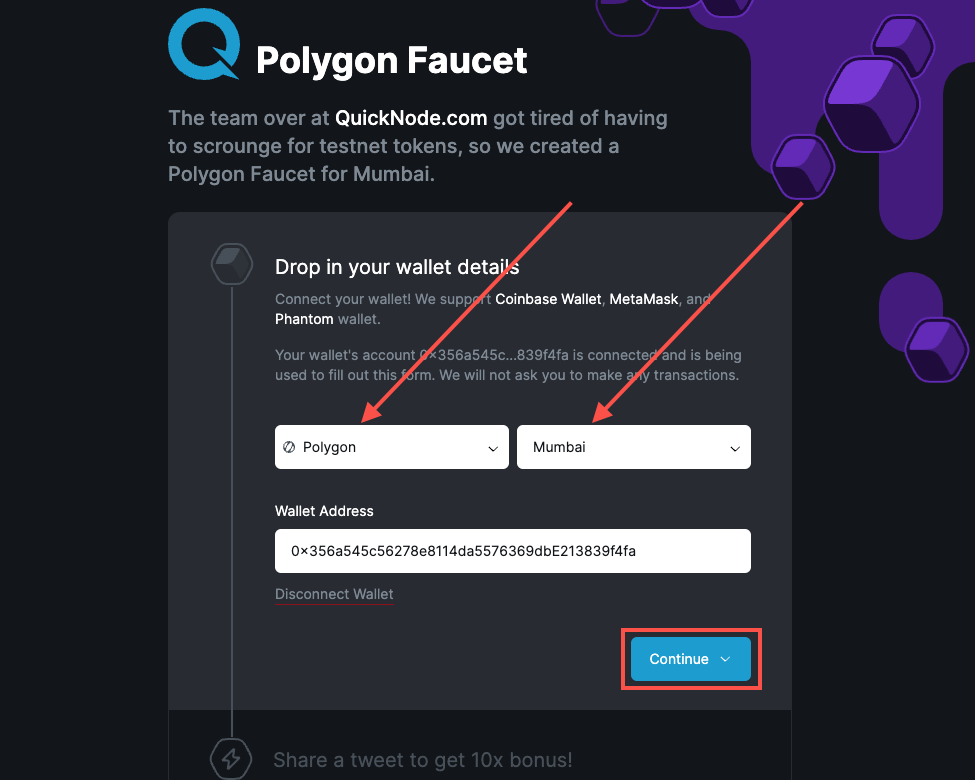 Polygon Faucet
The team over at QuickNode.com got tired of having
to scrounge for testnet tokens, so we created a
Polygon Faucet for Mumbai.
Drop in your wallet details
Connect your wallet! We support Coinbase Wallet, MetaMask, and
Phantom wallet.
Your wallet's account 0x356a545c...839f4fa is connected and is being
used to fill out this form. We will not ask you to make any transactions.
Polygon
Mumbai
Wallet Address
0x356a545c56278e8114da5576369dbE213839f4fa
Disconnect Wallet
Continue
Share a tweet to get 10x bonus!